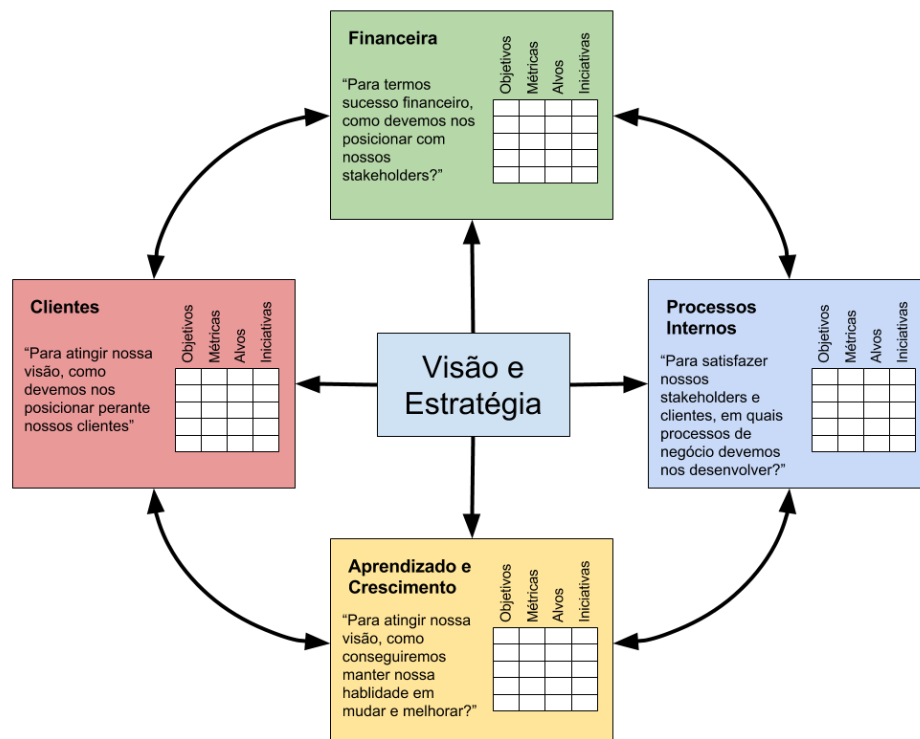 Financeira
“Para termos
sucesso financeiro,
como devemos nos
posicionar com
nossos
stakeholders?”
Objetivos
Métricas
Alvos
Iniciativas
Clientes
“Para atingir nossa
visão, como
devemos nos
posicionar perante
nossos clientes”
Objetivos
Métricas
Alvos
Iniciativas
Visão e
Estratégia
Processos
Internos
“Para satisfazer
nossos
stakeholders e
clientes, em quais
processos de
negócio devemos
nos desenvolver?”
Objetivos
Métricas
Alvos
Iniciativas
Aprendizado e
Crescimento
“Para atingir nossa
visão, como
conseguiremos
manter nossa
hablidade em
mudar e melhorar?”
Objetivos
Métricas
Alvos
Iniciativas